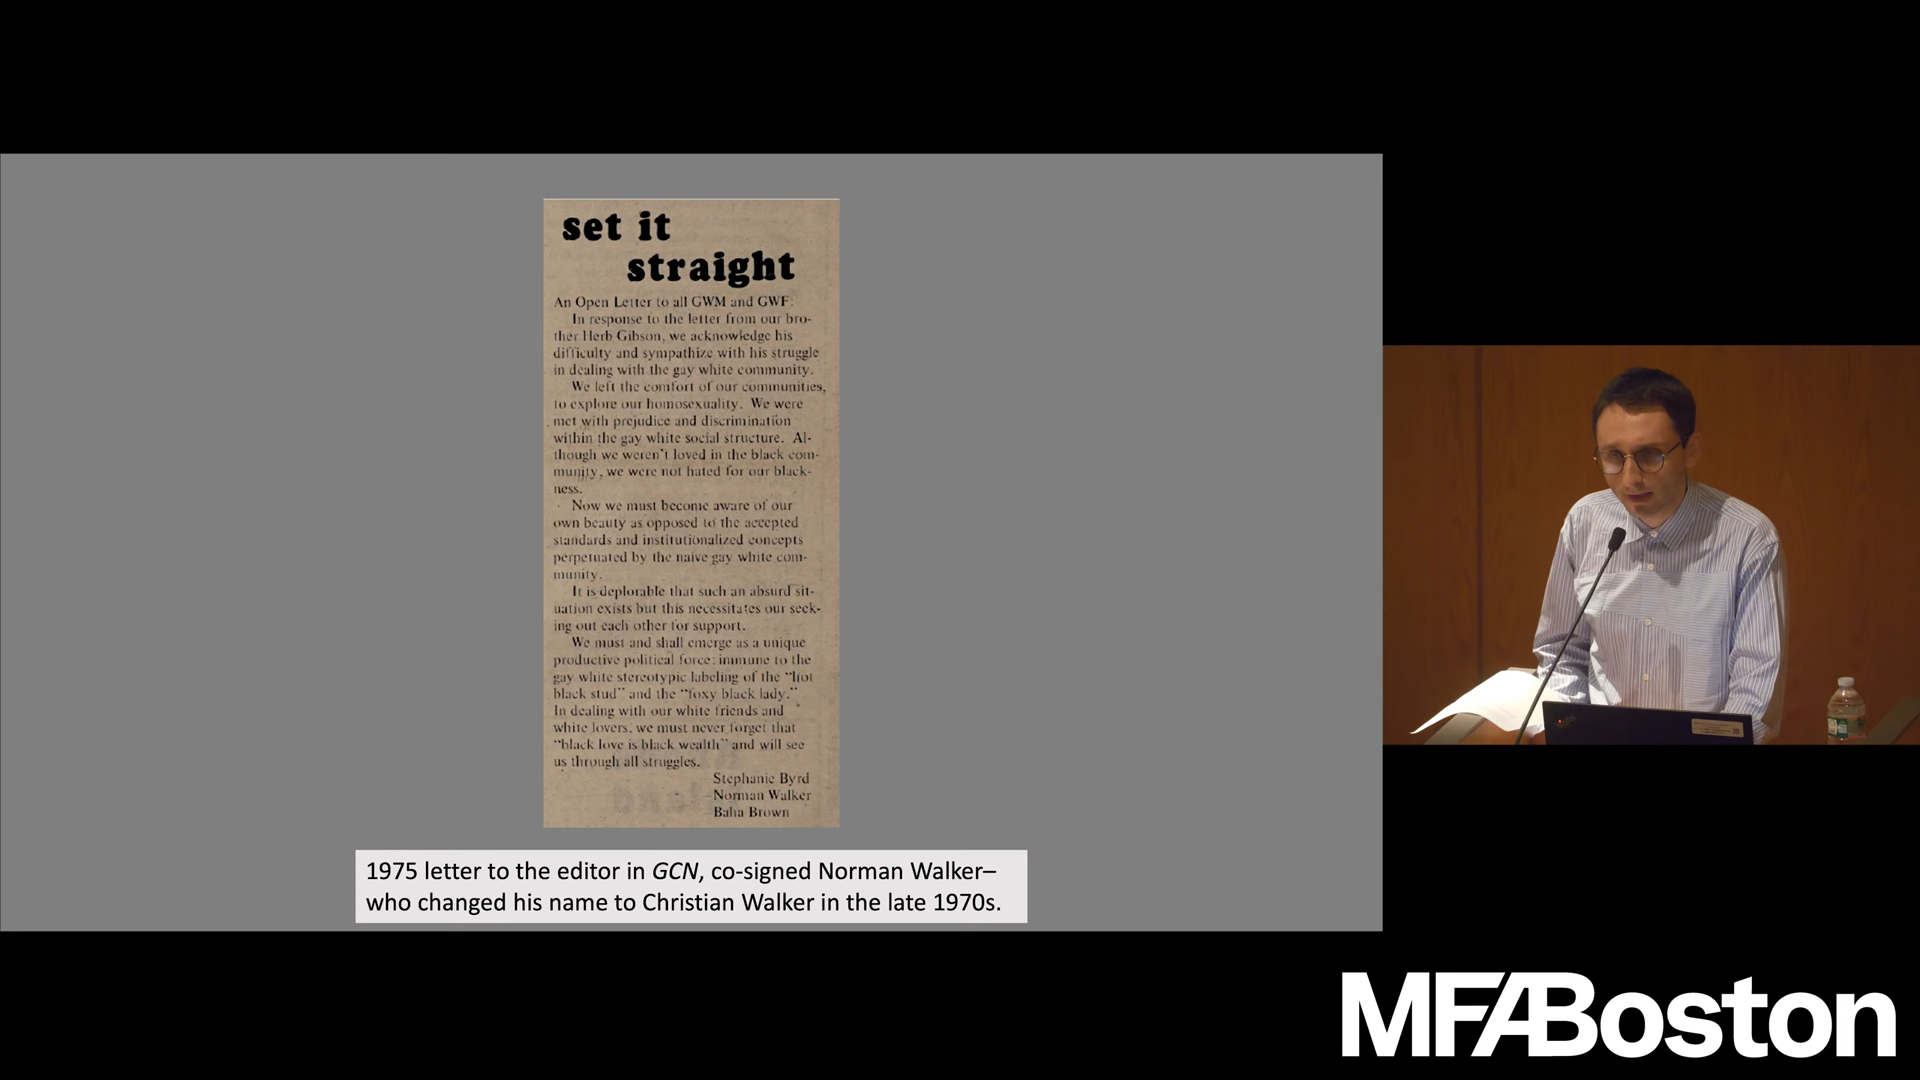 set it
straight
An Open Letter to all GWM and GWF:
In response to the letter from our bro-
ther Herb Gibson, we acknowledge his
difficulty and sympathize with his struggle
in dealing with the gay white community.
We left the comfort of our communities,
to explore our homosexuality. We were
met with prejudice and discrimination
within the gay white social structure. Al-
though we weren't loved in the black com-
munity, we were not hated for our black-
ness.
Now we must become aware of our
own beauty as opposed to the accepted
standards and institutionalized concepts
perpetuated by the naive gay white com-
munity.
It is deplorable that such an absurd sit-
uation exists but this necessitates our seek-
ing out each other for support.
We must and shall emerge as a unique
productive political force: immune to the
gay white stereotypic labeling of the "hot
black stud" and the "foxy black lady."
In dealing with our white friends and
white lovers, we must never forget that
"black love is black wealth" and will see
us through all struggles.
Stephanie Byrd
Norman Walker
Baha Brown
1975 letter to the editor in GCN, co-signed Norman Walker–
who changed his name to Christian Walker in the late 1970s.
MFABoston